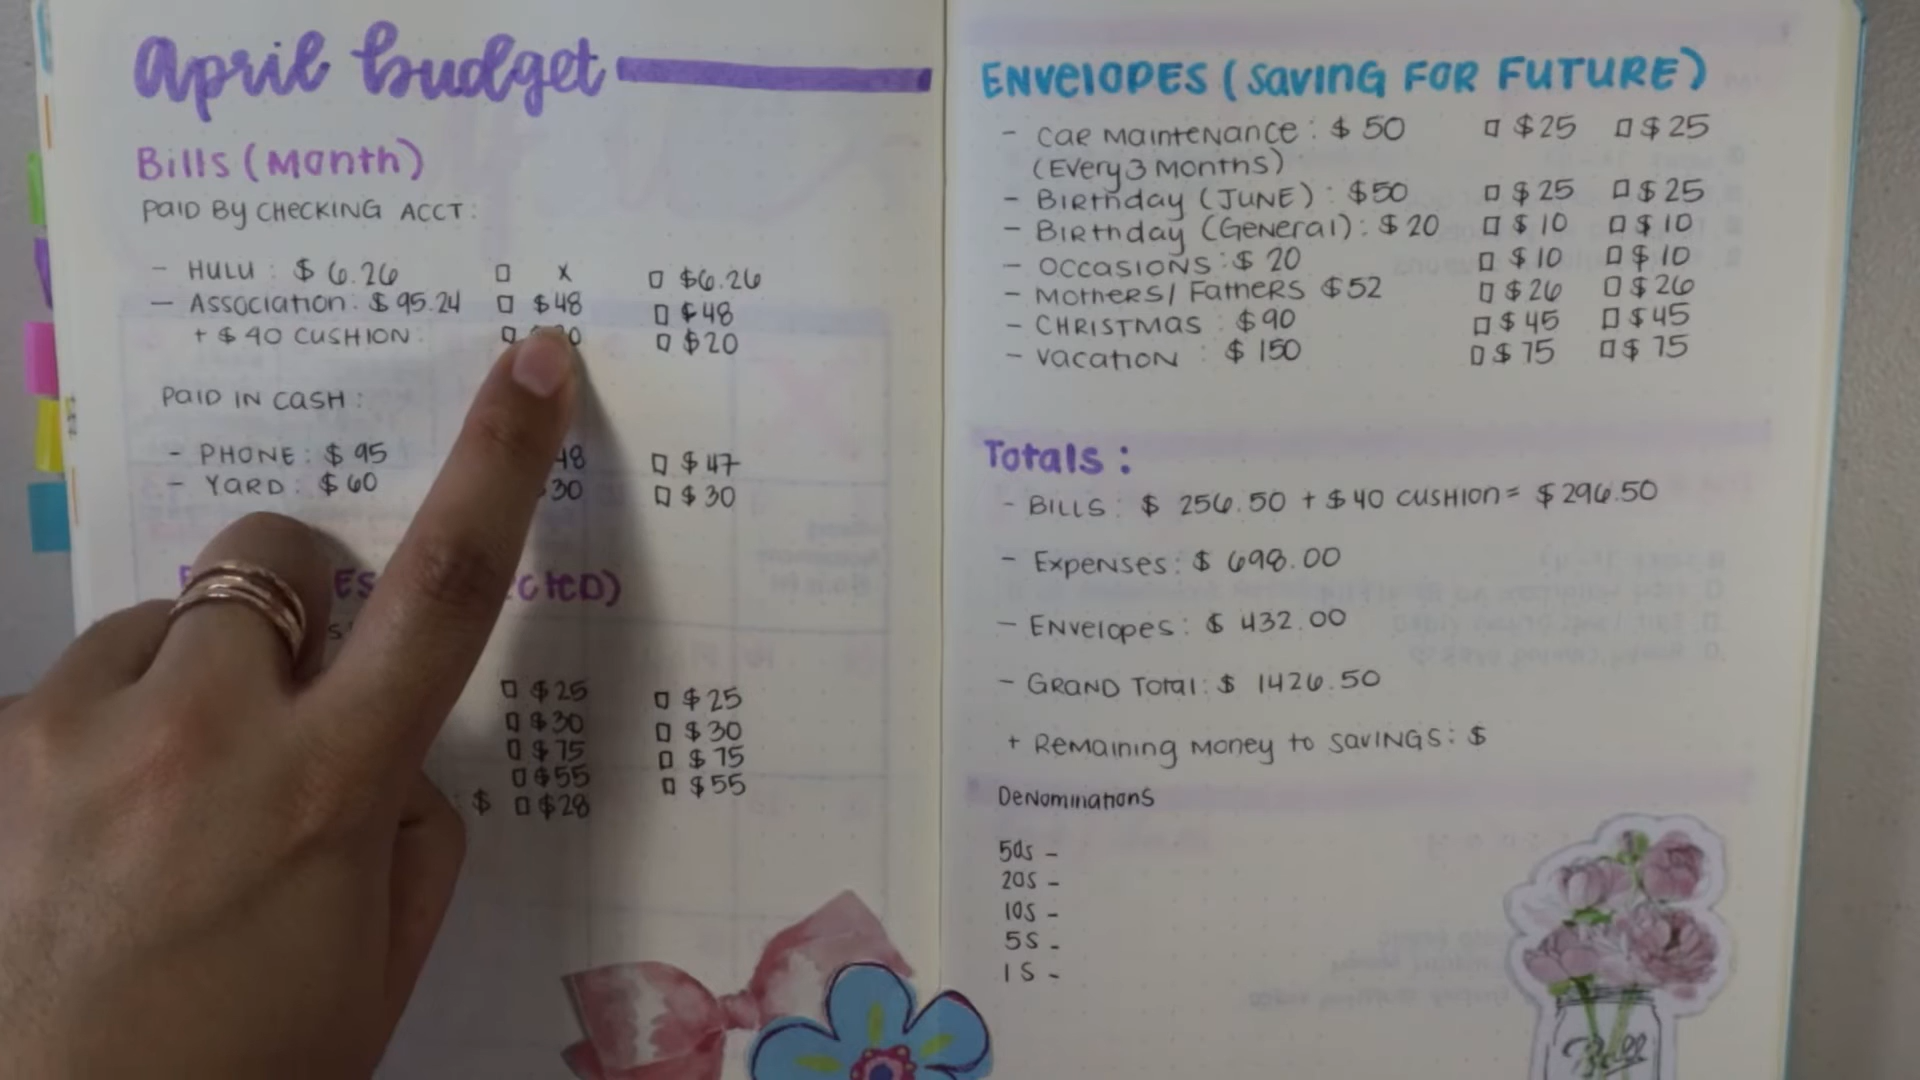 April budget
Bills (Month)
PAID BY CHECKING ACCT:
- HULU: $ 6.26 □ x □ $6.26
- Association: $ 95.24 □ $48 □ $48
+ $ 40 CUSHION: □ □ $20
PAID IN CASH:
- PHONE: $ 95 48 □ $ 47
- YARD: $ 60 $30 □ $ 30
□ $25 □ $25
□ $30 □ $30
□ $75 □ $75
□ $55 □ $55
: $ □ $28
ENVELOPES (SAVING FOR FUTURE)
- CAR MAINTENANCE: $ 50 □ $25 □ $25
(EVERY 3 MONTHS)
- Birthday (JUNE): $50 □ $25 □ $25
- Birthday (General): $ 20 □ $ 10 □ $ 10
- OCCASIONS: $ 20 □ $10 □ $10
- MOTHERS/ FATHERS $52 □ $26 □ $26
- CHRISTMAS: $90 □ $45 □ $45
- VACATION: $ 150 □ $ 75 □ $ 75
Totals:
- BILLS: $ 256.50 + $40 CUSHION = $296.50
- Expenses: $ 698.00
- Envelopes: $ 432.00
- GRAND Total: $ 1426.50
+ Remaining Money to SAVINGS: $
Denominations
50s -
20s -
10s -
5s -
1s -
Ball